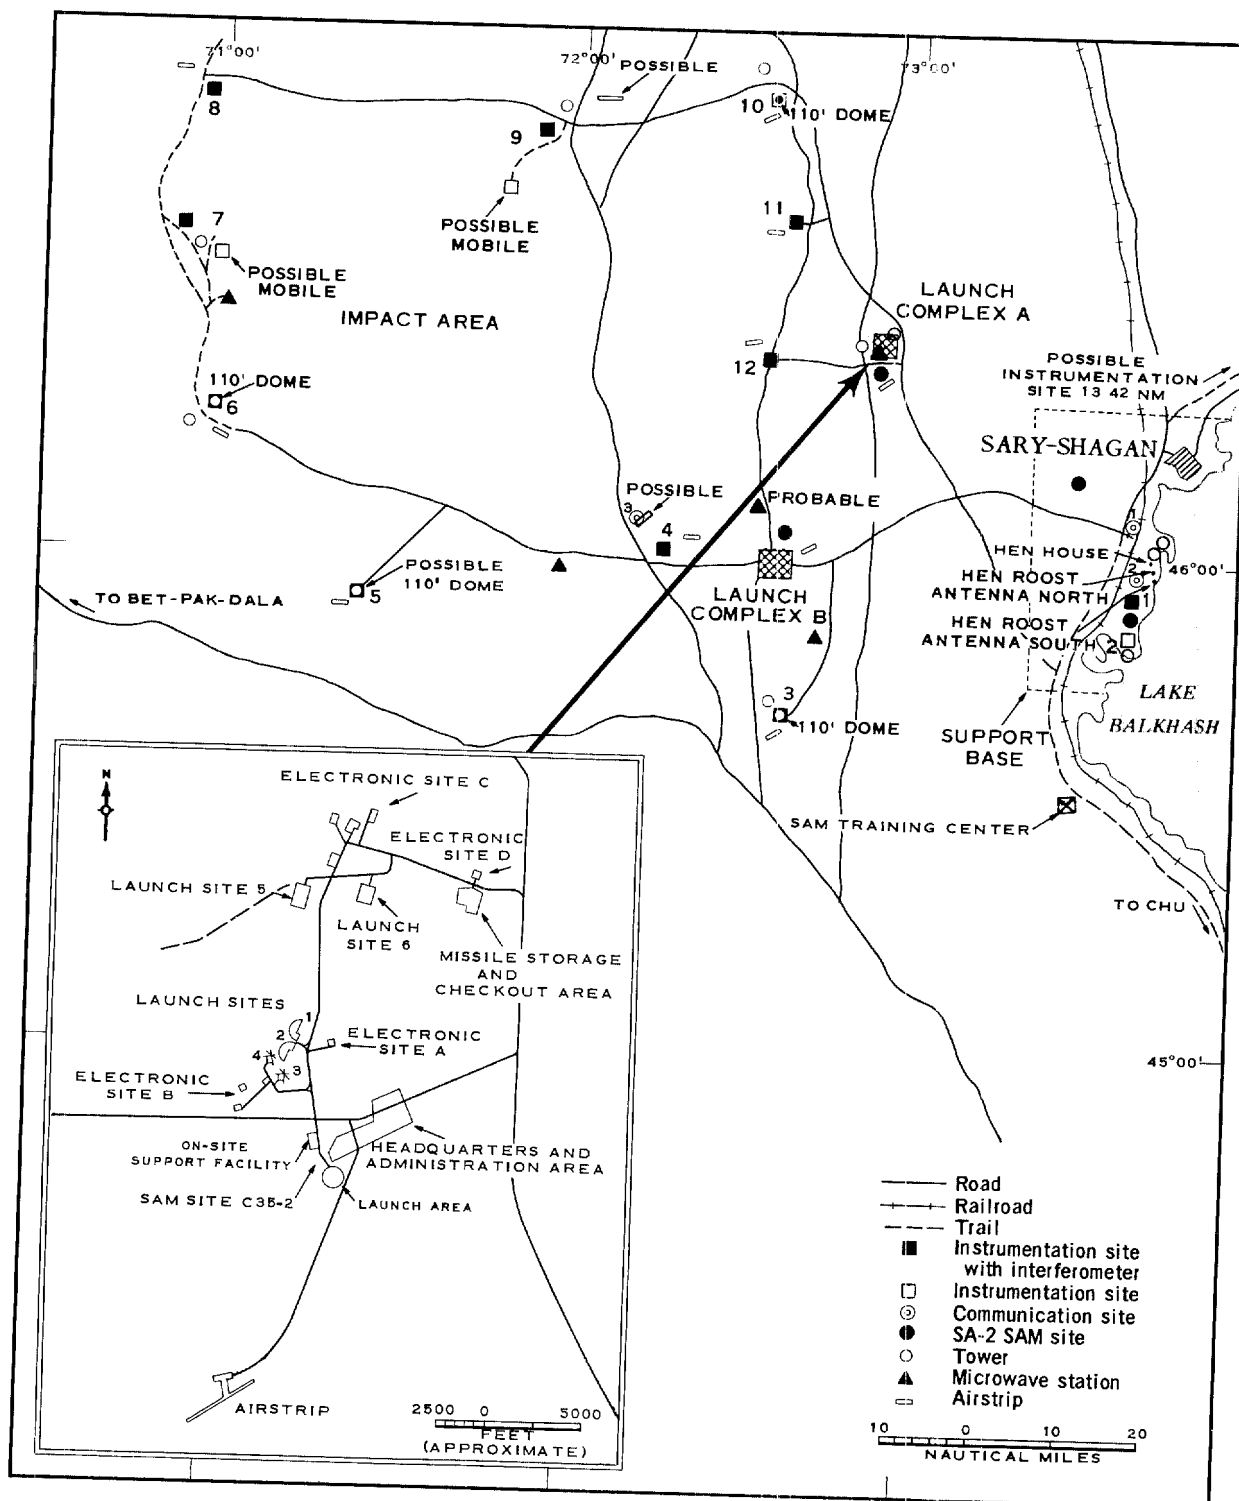 71°00'
72°00'
73°00'
POSSIBLE
8
9
10
110' DOME
POSSIBLE
MOBILE
11
7
POSSIBLE
MOBILE
IMPACT AREA
LAUNCH
COMPLEX A
12
110' DOME
6
POSSIBLE
INSTRUMENTATION
SITE 13 42 NM
SARY-SHAGAN
POSSIBLE
3
4
PROBABLE
1
HEN HOUSE
2
46°00'
HEN ROOST
ANTENNA NORTH
1
HEN ROOST
ANTENNA SOUTH
2
POSSIBLE
110' DOME
5
TO BET-PAK-DALA
LAUNCH
COMPLEX B
3
110' DOME
LAKE
BALKHASH
SUPPORT
BASE
SAM TRAINING CENTER
TO CHU
45°00'
N
ELECTRONIC SITE C
ELECTRONIC
SITE D
LAUNCH SITE 5
LAUNCH
SITE 6
MISSILE STORAGE
AND
CHECKOUT AREA
LAUNCH SITES
1
2
4
3
ELECTRONIC
SITE A
ELECTRONIC
SITE B
ON-SITE
SUPPORT FACILITY
HEADQUARTERS AND
ADMINISTRATION AREA
SAM SITE C35-2
LAUNCH AREA
AIRSTRIP
2500 0 5000
FEET
(APPROXIMATE)
Road
Railroad
Trail
Instrumentation site
with interferometer
Instrumentation site
Communication site
SA-2 SAM site
Tower
Microwave station
Airstrip
10 0 10 20
NAUTICAL MILES